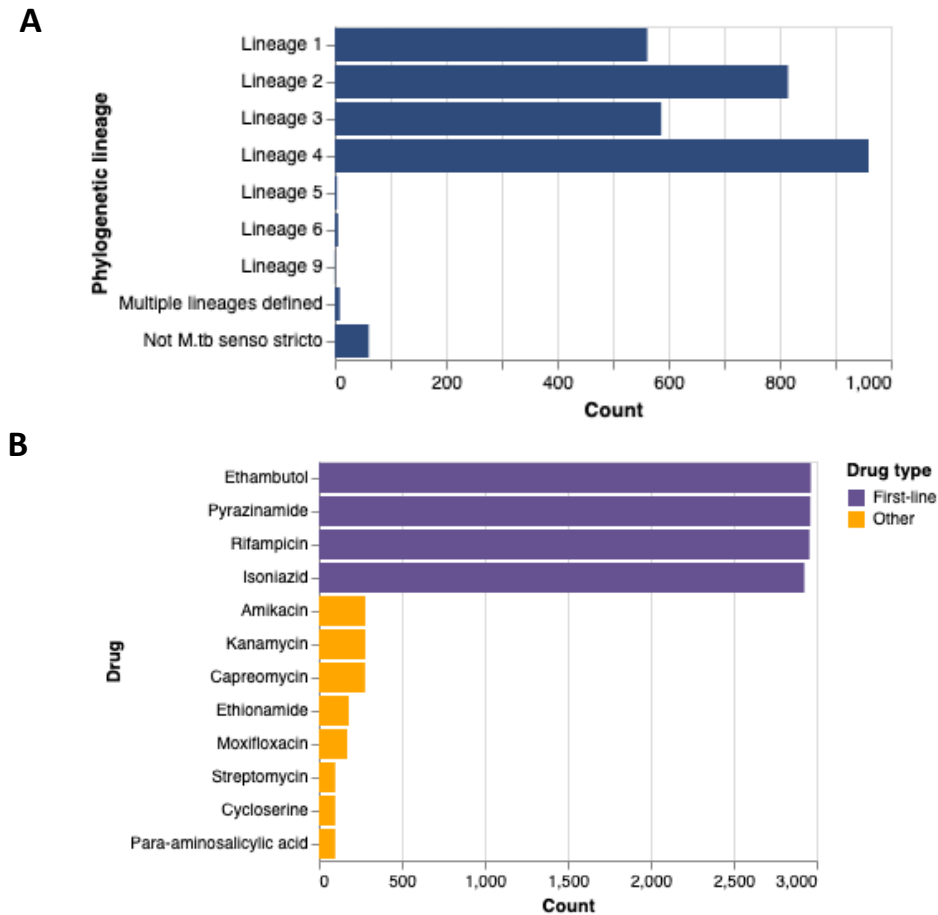 A
Phylogenetic lineage
Lineage 1
Lineage 2
Lineage 3
Lineage 4
Lineage 5
Lineage 6
Lineage 9
Multiple lineages defined
Not M.tb senso stricto
0 200 400 600 800 1,000
Count
B
Drug
Ethambutol
Pyrazinamide
Rifampicin
Isoniazid
Amikacin
Kanamycin
Capreomycin
Ethionamide
Moxifloxacin
Streptomycin
Cycloserine
Para-aminosalicylic acid
0 500 1,000 1,500 2,000 2,500 3,000
Count
Drug type
First-line
Other